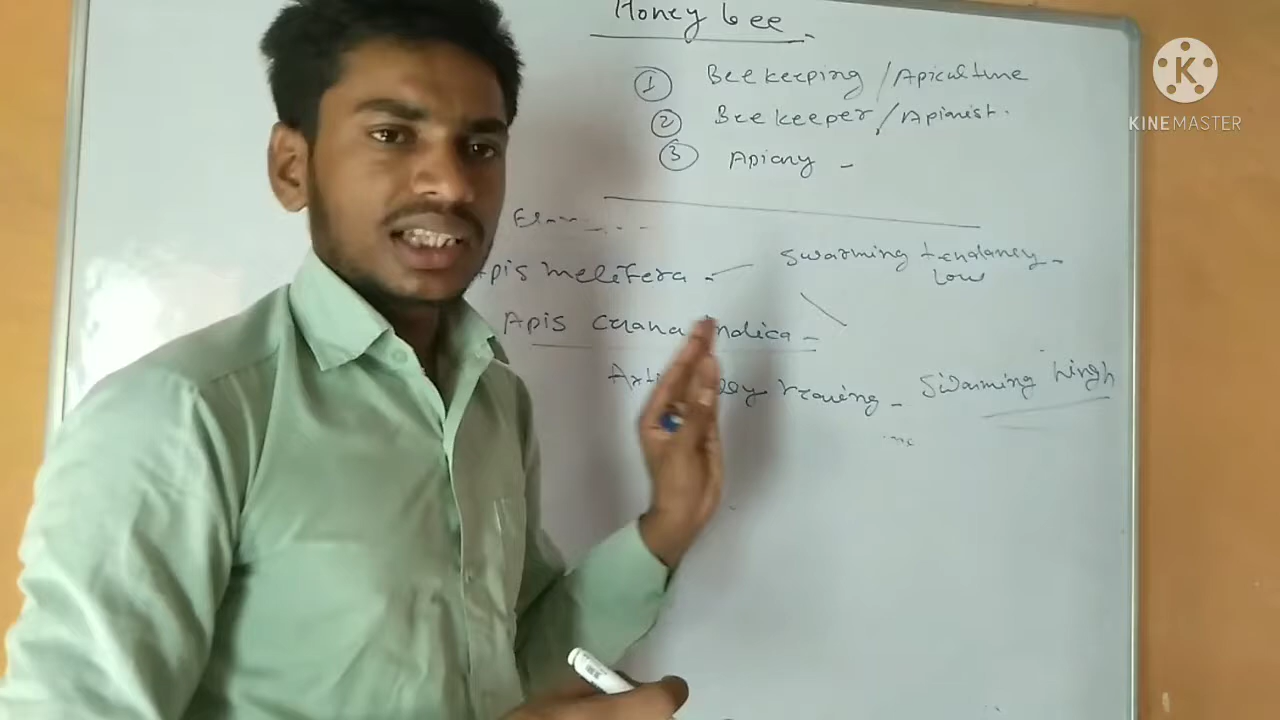 Honey bee
① Beekeeping / Apiculture
K
② Beekeeper / Apiarist.
KINEMASTER
③ Apiary -
Apis melifera - swarming tendancy -
low
Apis cerana indica -
rearing - swarming high